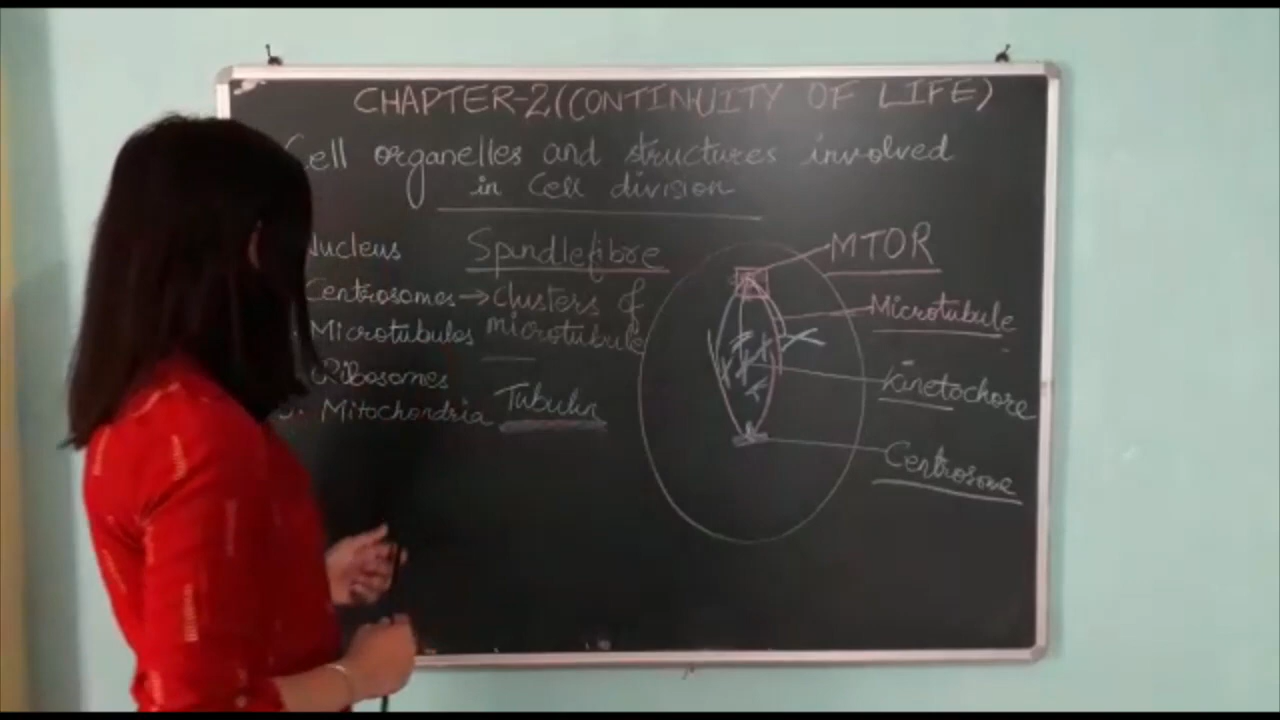 CHAPTER-2,(CONTINUITY OF LIFE)
Cell organelles and structures involved
in Cell division
Nucleus
Centrosomes → Clusters of
microtubule
Microtubules
Ribosomes
Mitochondria
Spindlefibre
Tubulin
MTOR
Microtubule
Kinetochore
Centrosome